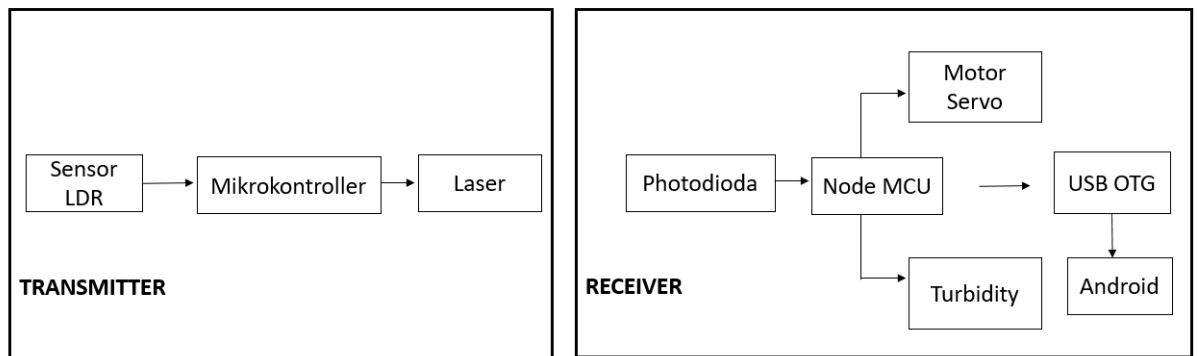 Sensor
LDR
Mikrokontroller
Laser
TRANSMITTER
Motor
Servo
Photodioda
Node MCU
USB OTG
Turbidity
Android
RECEIVER